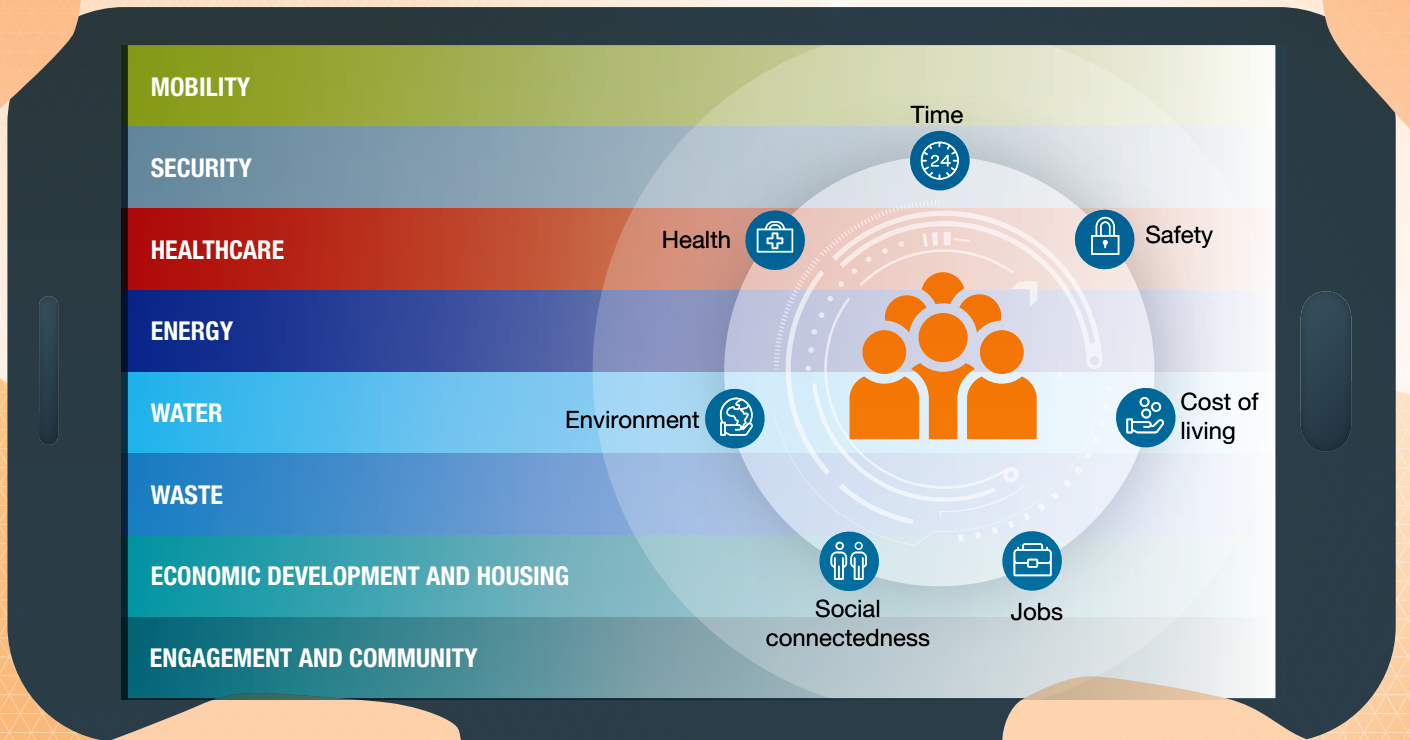 MOBILITY
SECURITY
HEALTHCARE
ENERGY
WATER
WASTE
ECONOMIC DEVELOPMENT AND HOUSING
ENGAGEMENT AND COMMUNITY
Time
24
Health
Safety
Environment
Cost of
living
Social
connectedness
Jobs